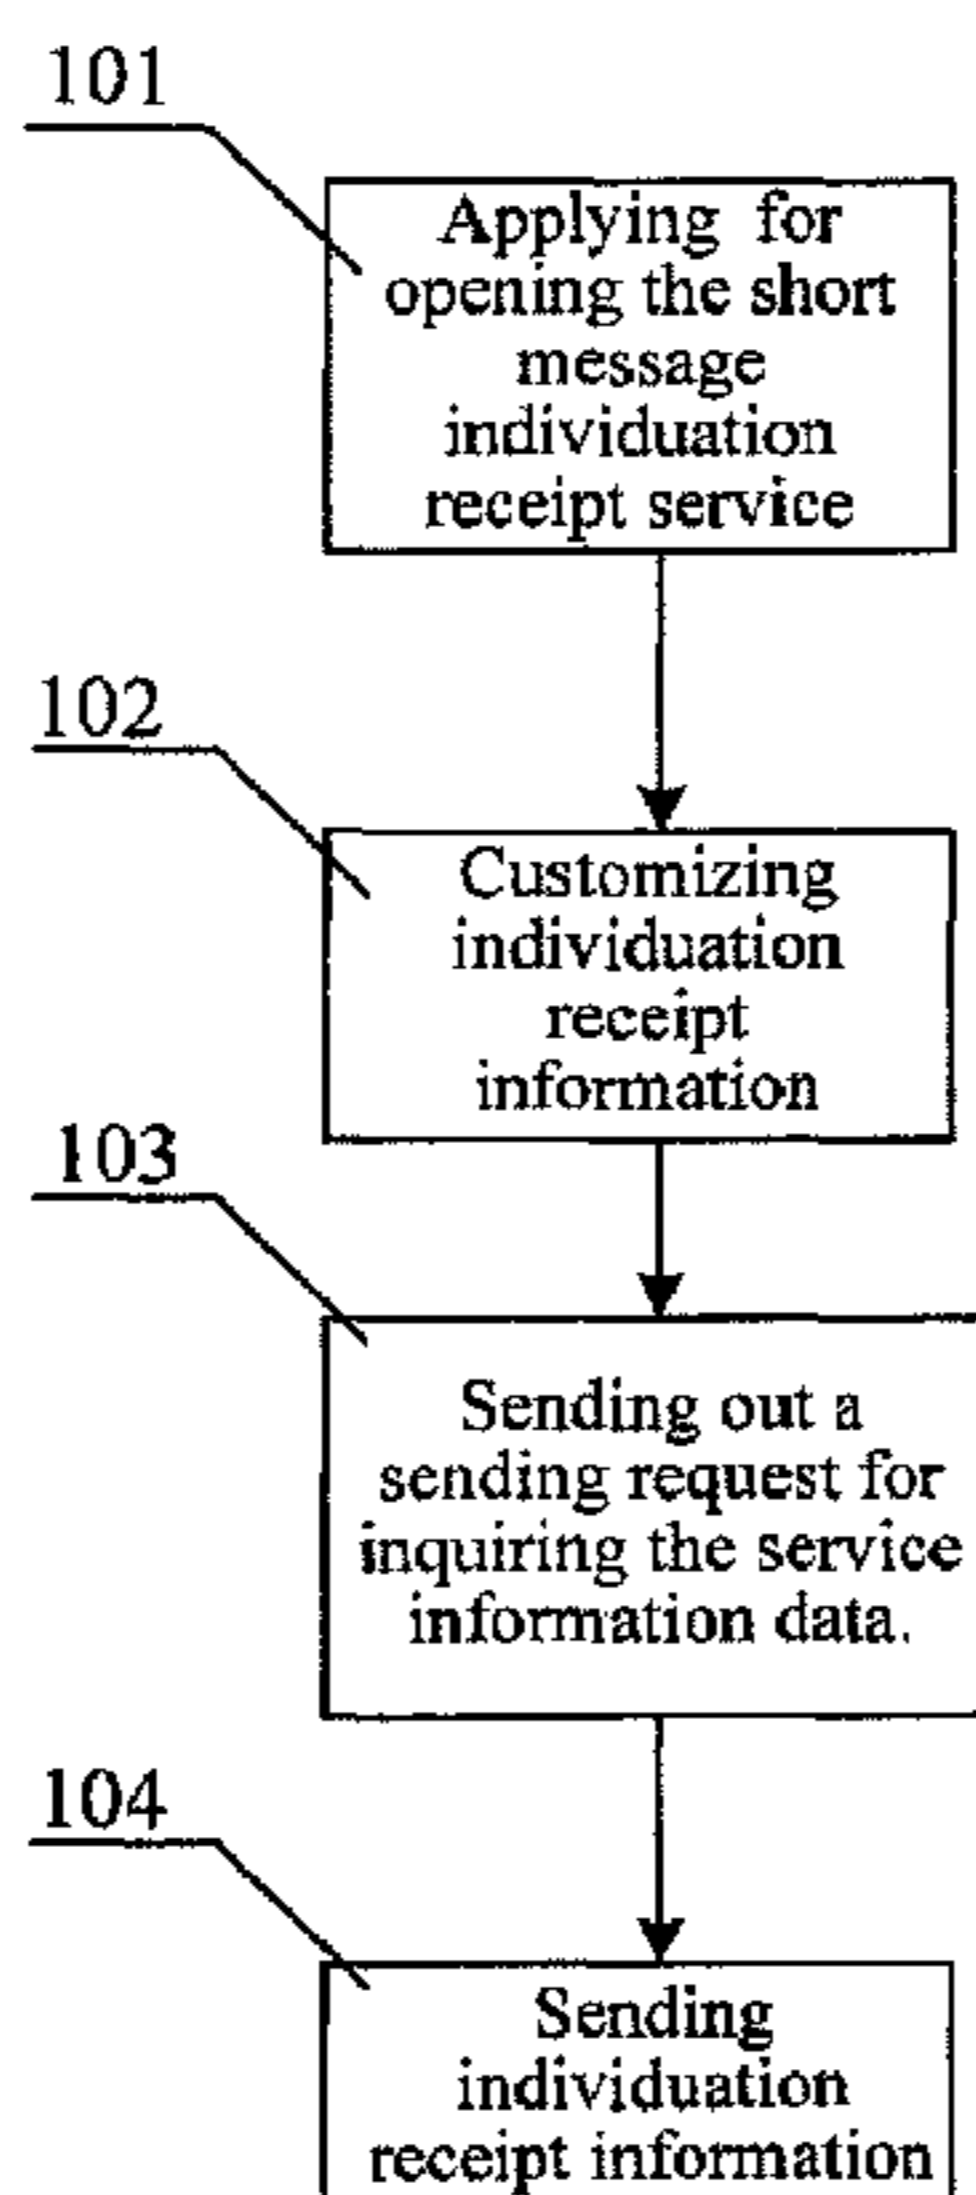 101
Applying for
opening the short
message
individuation
receipt service
102
Customizing
individuation
receipt
information
103
Sending out a
sending request for
inquiring the service
information data.
104
Sending
individuation
receipt information